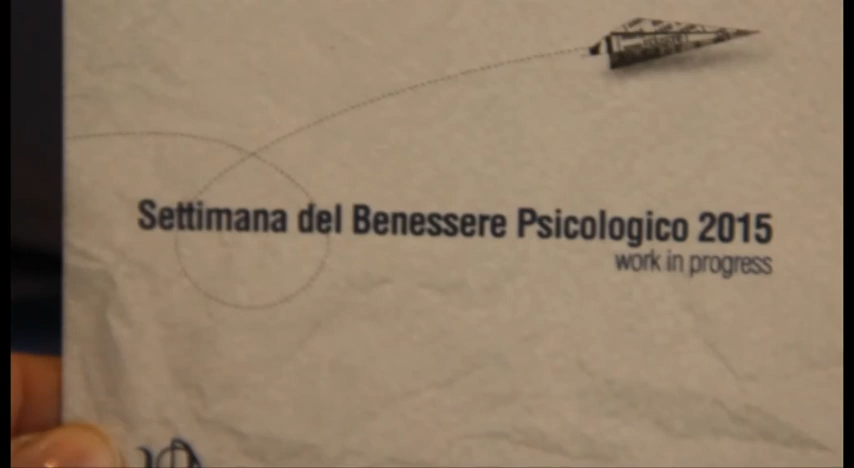 Settimana del Benessere Psicologico 2015
work in progress